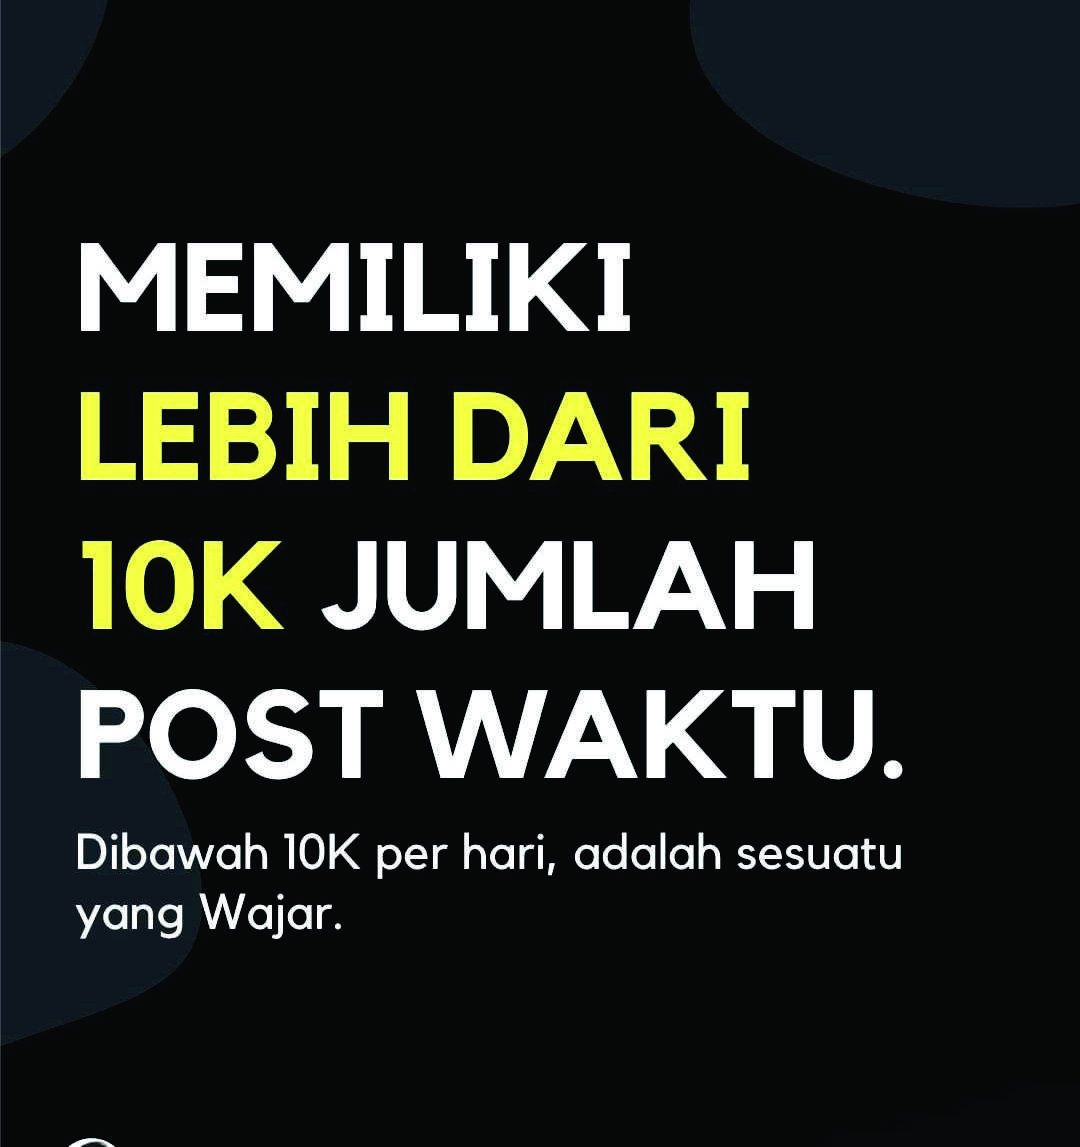 MEMILIKI
LEBIH DARI
10K JUMLAH
POST WAKTU.
Dibawah 10K per hari, adalah sesuatu
yang Wajar.